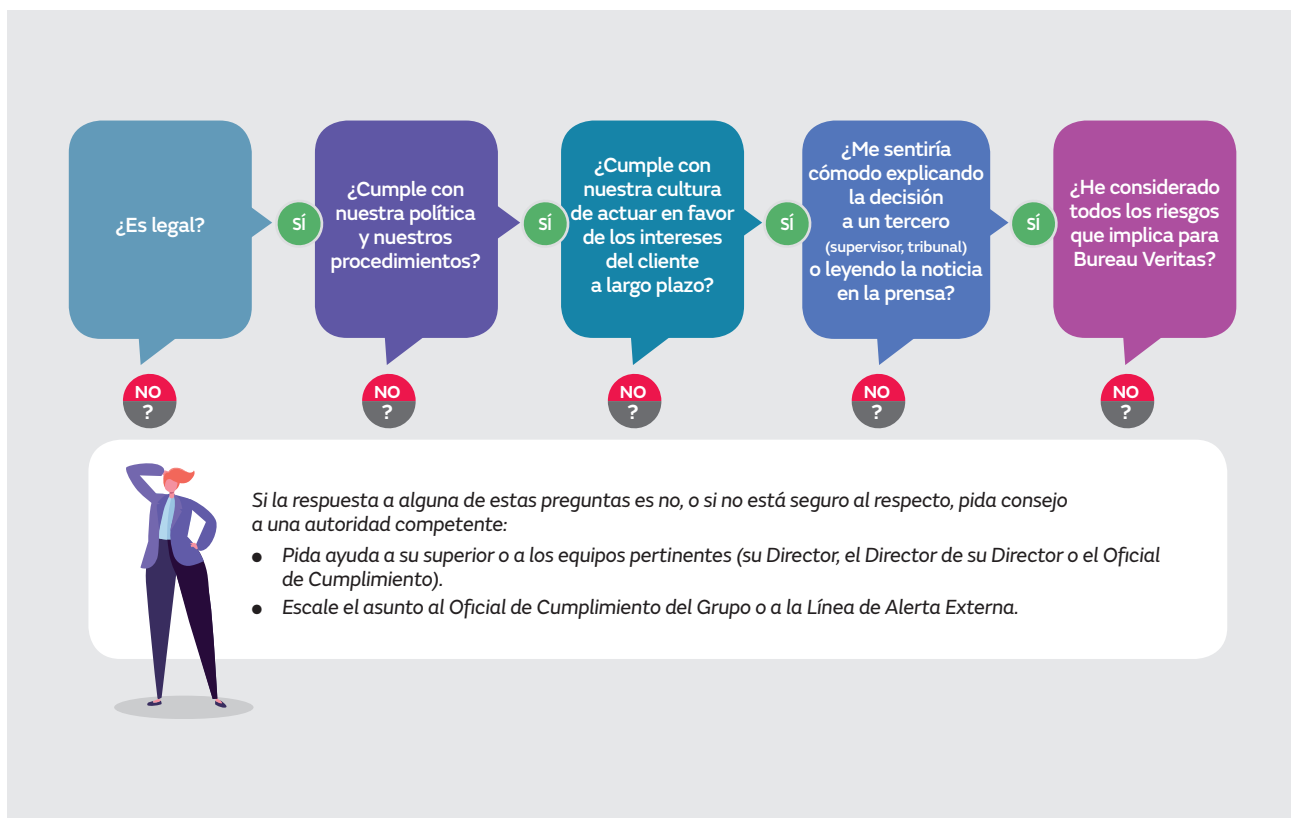 ¿Es legal?
SÍ
¿Cumple con
nuestra política
y nuestros
procedimientos?
SÍ
¿Cumple con
nuestra cultura
de actuar en favor
de los intereses
del cliente
a largo plazo?
SÍ
¿Me sentiría
cómodo explicando
la decisión
a un tercero
(supervisor, tribunal)
o leyendo la noticia
en la prensa?
SÍ
¿He considerado
todos los riesgos
que implica para
Bureau Veritas?
NO
?
NO
?
NO
?
NO
?
NO
?
Si la respuesta a alguna de estas preguntas es no, o si no está seguro al respecto, pida consejo
a una autoridad competente:
● Pida ayuda a su superior o a los equipos pertinentes (su Director, el Director de su Director o el Oficial
de Cumplimiento).
● Escale el asunto al Oficial de Cumplimiento del Grupo o a la Línea de Alerta Externa.